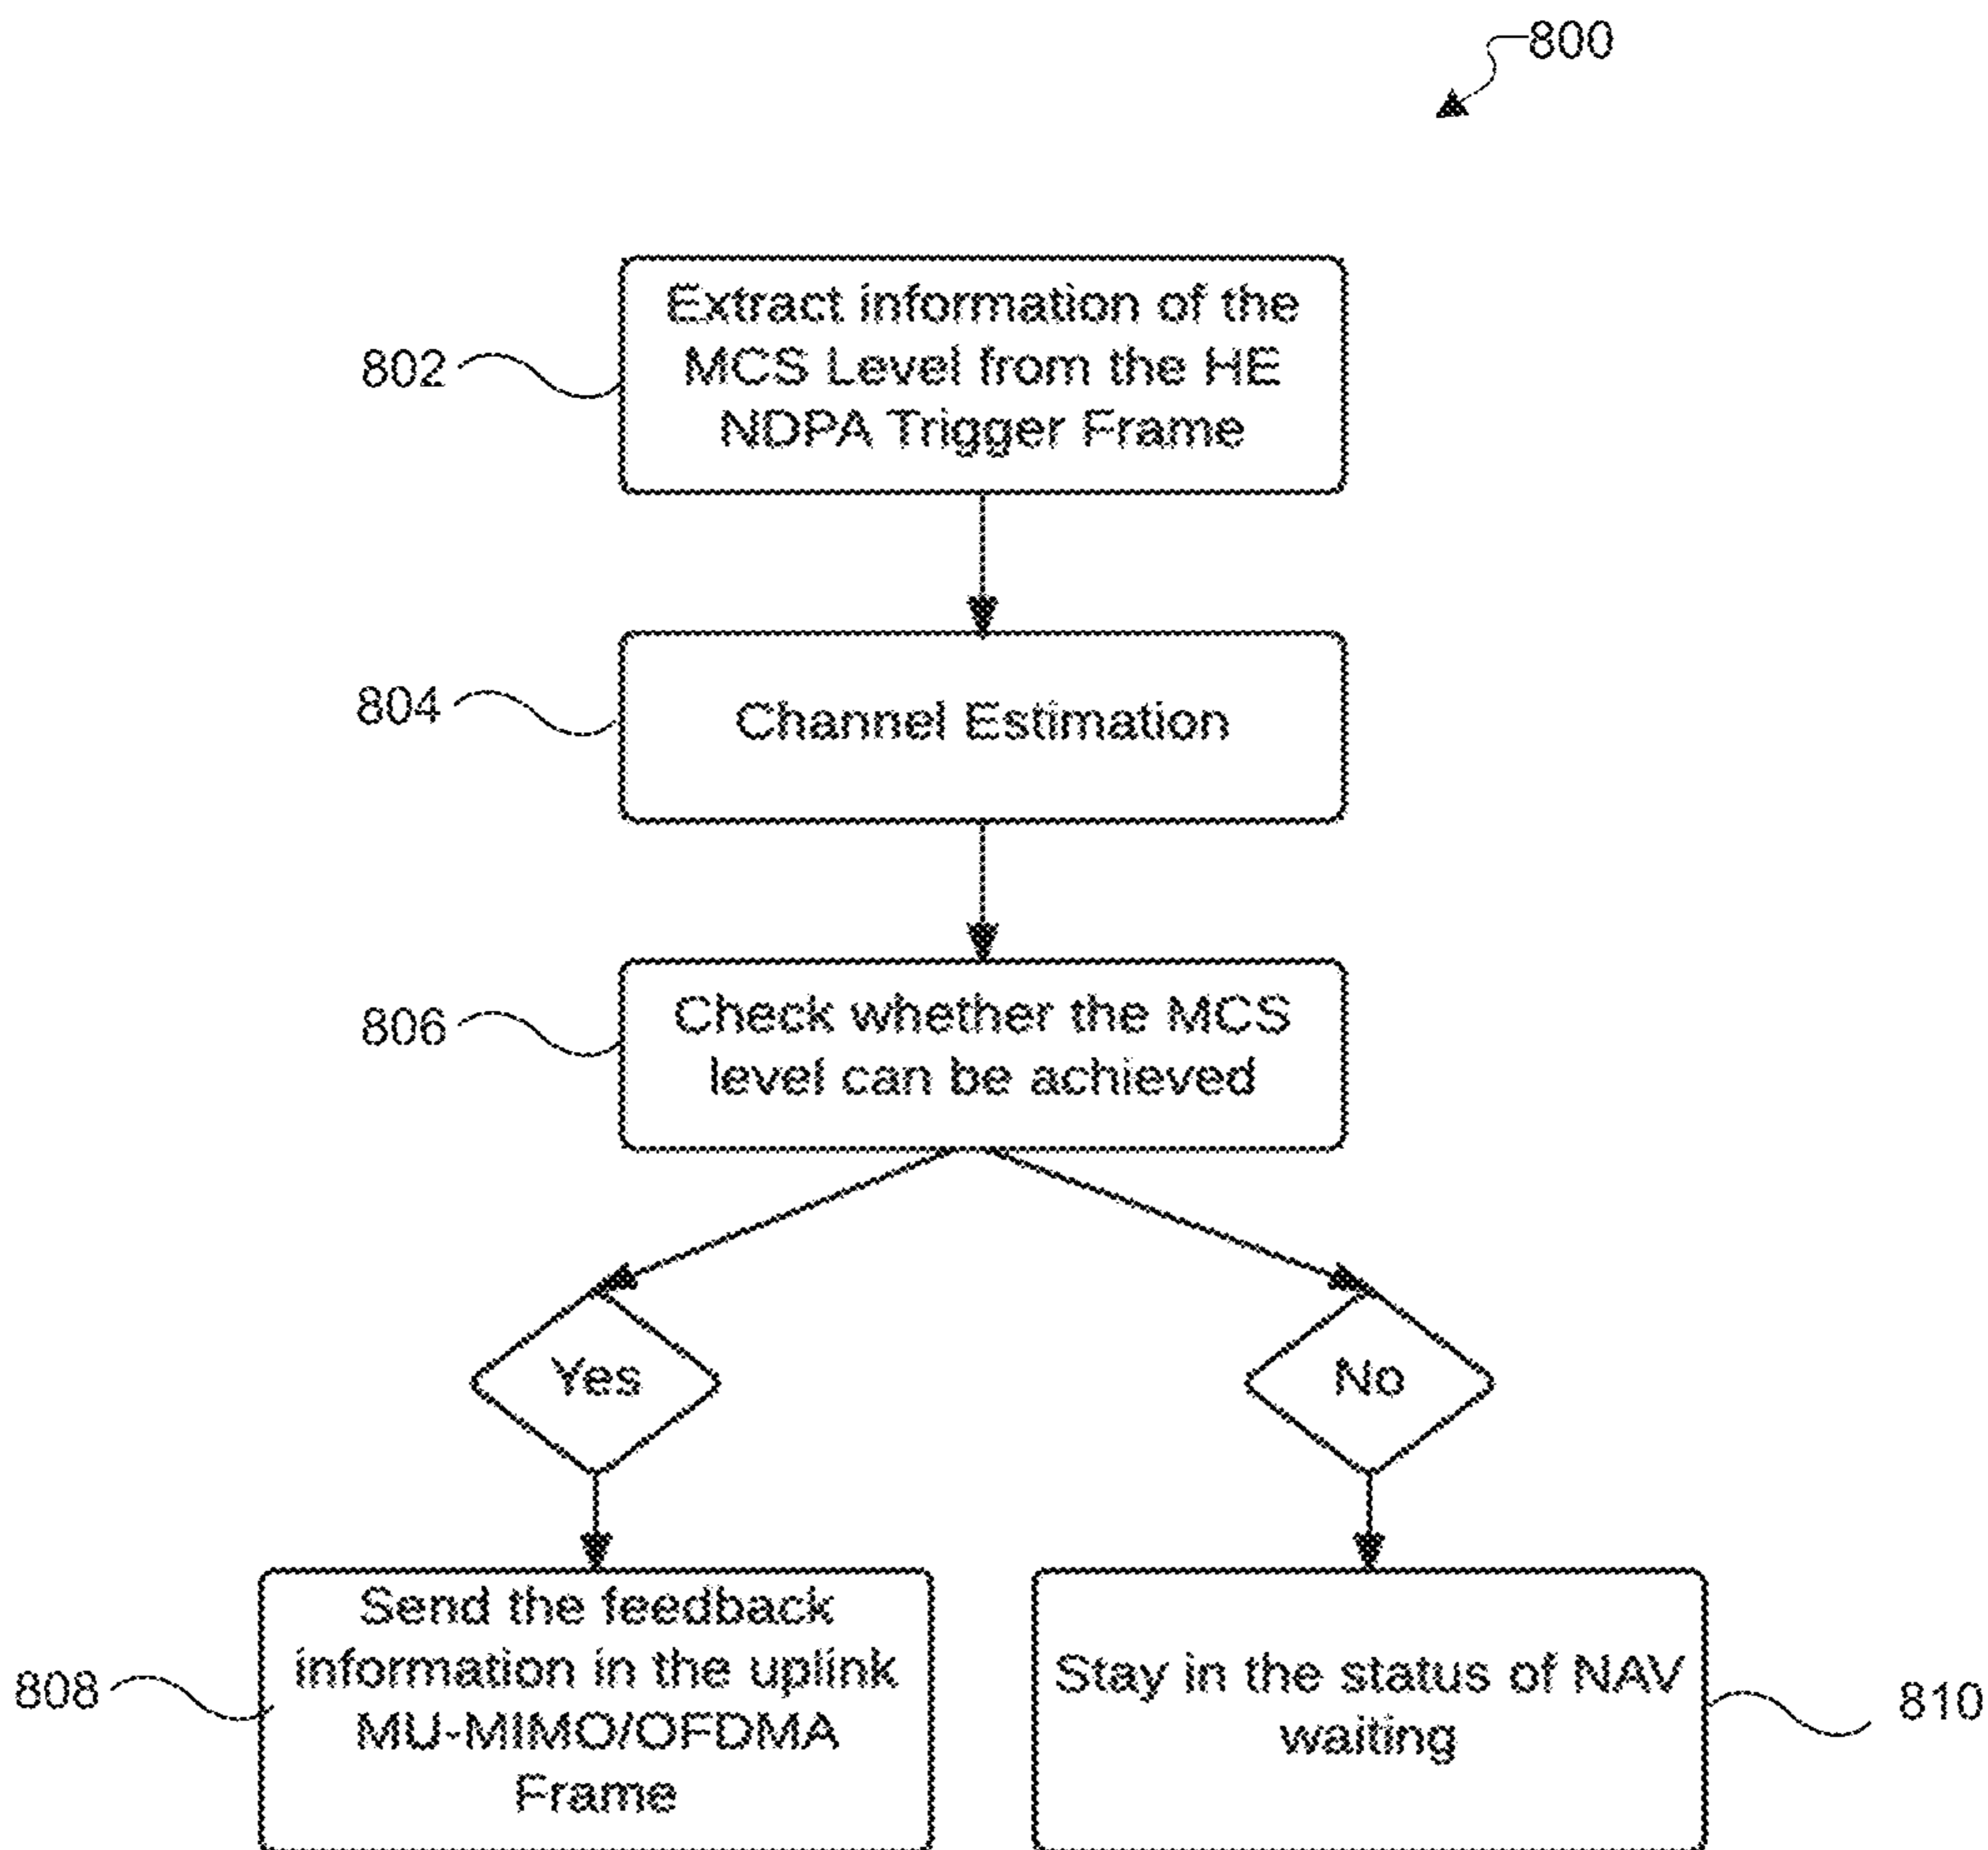 800
802
Extract information of the
MCS Level from the HE
NDPA Trigger Frame
804
Channel Estimation
806
Check whether the MCS
level can be achieved
Yes
No
808
Send the feedback
information in the uplink
MU-MIMO/OFDMA
Frame
Stay in the status of NAV
waiting
810